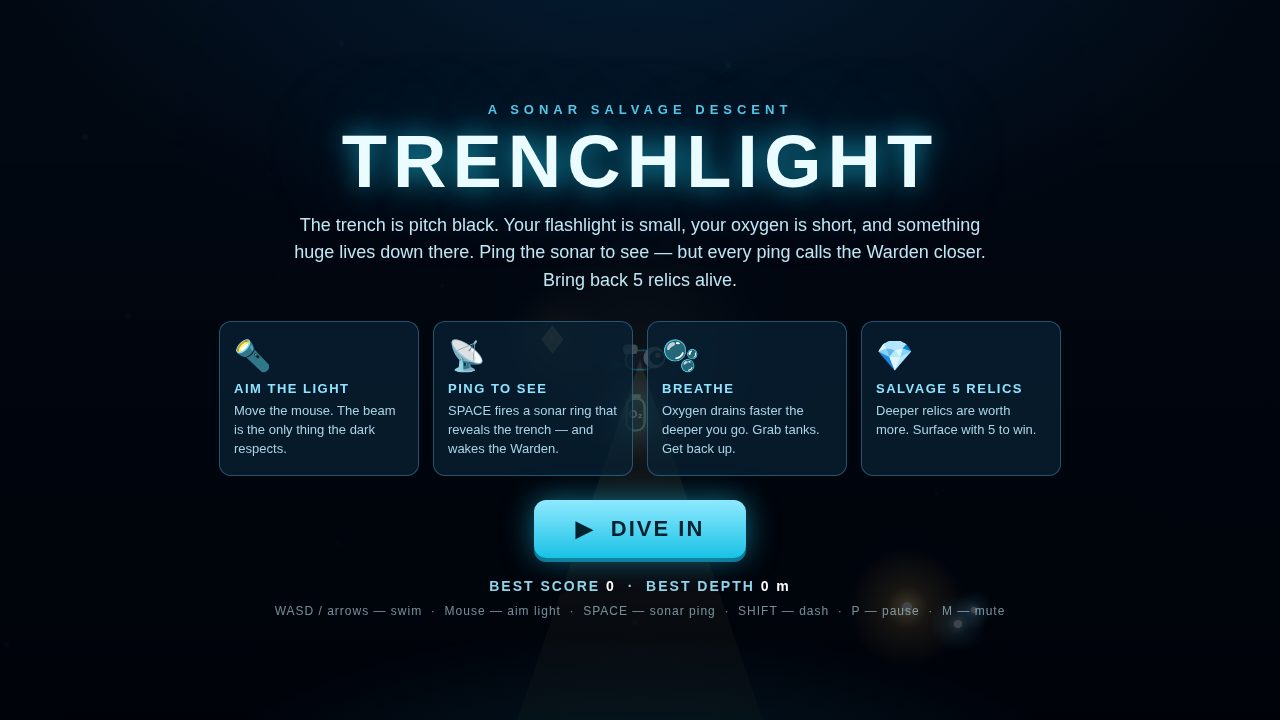 A SONAR SALVAGE DESCENT
TRENCHLIGHT
The trench is pitch black. Your flashlight is small, your oxygen is short, and something
huge lives down there. Ping the sonar to see — but every ping calls the Warden closer.
Bring back 5 relics alive.
AIM THE LIGHT
Move the mouse. The beam
is the only thing the dark
respects.
PING TO SEE
SPACE fires a sonar ring that
reveals the trench — and
wakes the Warden.
O₂
BREATHE
Oxygen drains faster the
deeper you go. Grab tanks.
Get back up.
SALVAGE 5 RELICS
Deeper relics are worth
more. Surface with 5 to win.
▶ DIVE IN
BEST SCORE 0 · BEST DEPTH 0 m
WASD / arrows — swim · Mouse — aim light · SPACE — sonar ping · SHIFT — dash · P — pause · M — mute